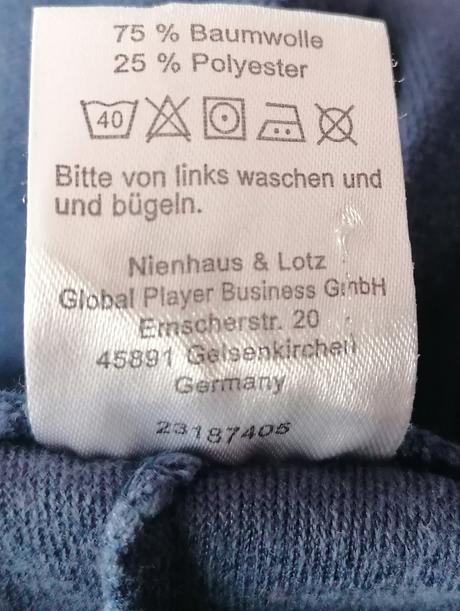 75 % Baumwolle
25 % Polyester
40
Bitte von links waschen und
und bügeln.
Nienhaus & Lotz
Global Player Business GmbH
Emscherstr. 20
45891 Gelsenkirchen
Germany
23187405